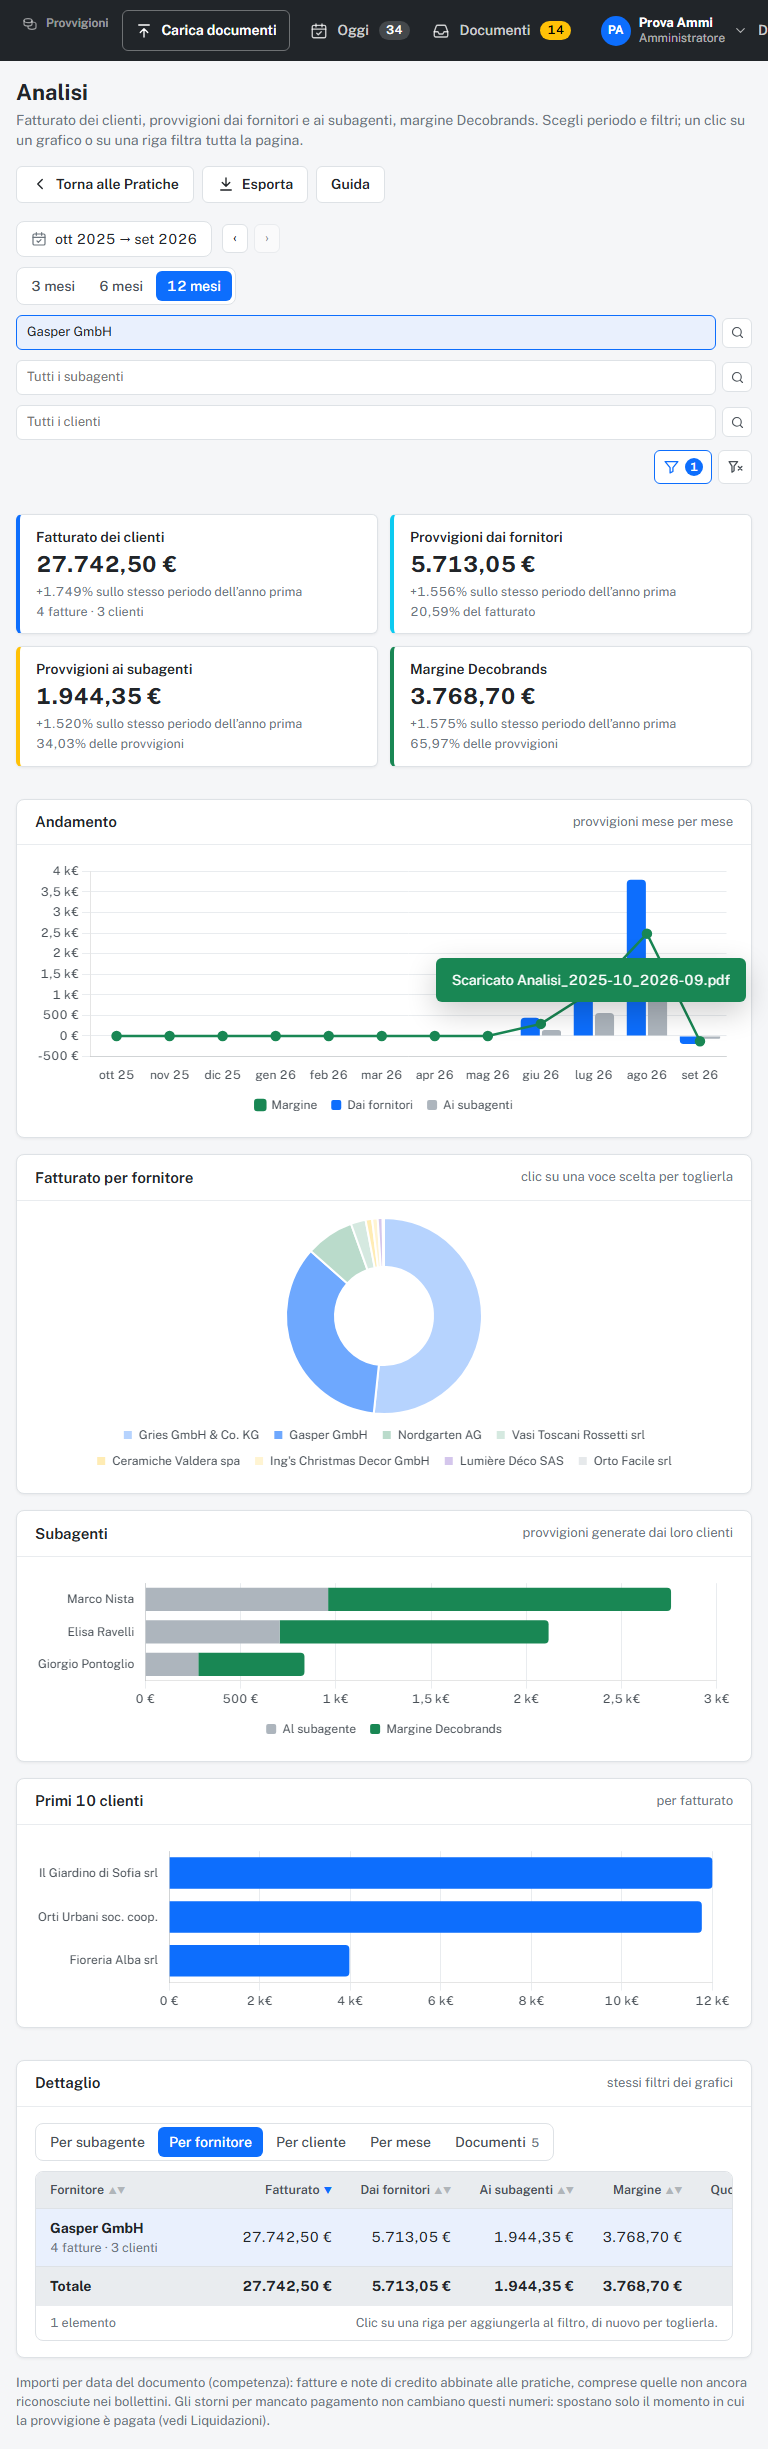 Provvigioni
Carica documenti
Oggi 34
Documenti 14
PA
Prova Ammi
Amministratore
D
Analisi
Fatturato dei clienti, provvigioni dai fornitori e ai subagenti, margine Decobrands. Scegli periodo e filtri; un clic su
un grafico o su una riga filtra tutta la pagina.
Torna alle Pratiche
Esporta
Guida
ott 2025 → set 2026
‹
›
3 mesi
6 mesi
12 mesi
Gasper GmbH
Tutti i subagenti
Tutti i clienti
1
Fatturato dei clienti
27.742,50 €
+1.749% sullo stesso periodo dell'anno prima
4 fatture · 3 clienti
Provvigioni dai fornitori
5.713,05 €
+1.556% sullo stesso periodo dell'anno prima
20,59% del fatturato
Provvigioni ai subagenti
1.944,35 €
+1.520% sullo stesso periodo dell'anno prima
34,03% delle provvigioni
Margine Decobrands
3.768,70 €
+1.575% sullo stesso periodo dell'anno prima
65,97% delle provvigioni
Andamento
provvigioni mese per mese
4 k€
3,5 k€
3 k€
2,5 k€
2 k€
1,5 k€
1 k€
500 €
0 €
-500 €
Scaricato Analisi_2025-10_2026-09.pdf
ott 25 nov 25 dic 25 gen 26 feb 26 mar 26 apr 26 mag 26 giu 26 lug 26 ago 26 set 26
Margine Dai fornitori Ai subagenti
Fatturato per fornitore
clic su una voce scelta per toglierla
Gries GmbH & Co. KG Gasper GmbH Nordgarten AG Vasi Toscani Rossetti srl
Ceramiche Valdera spa Ing's Christmas Decor GmbH Lumière Déco SAS Orto Facile srl
Subagenti
provvigioni generate dai loro clienti
Marco Nista
Elisa Ravelli
Giorgio Pontoglio
0 € 500 € 1 k€ 1,5 k€ 2 k€ 2,5 k€ 3 k€
Al subagente Margine Decobrands
Primi 10 clienti
per fatturato
Il Giardino di Sofia srl
Orti Urbani soc. coop.
Fioreria Alba srl
0 € 2 k€ 4 k€ 6 k€ 8 k€ 10 k€ 12 k€
Dettaglio
stessi filtri dei grafici
Per subagente
Per fornitore
Per cliente
Per mese
Documenti 5
Fornitore ▲▼ Fatturato ▼ Dai fornitori ▲▼ Ai subagenti ▲▼ Margine ▲▼ Quo
Gasper GmbH
4 fatture · 3 clienti
27.742,50 € 5.713,05 € 1.944,35 € 3.768,70 €
Totale 27.742,50 € 5.713,05 € 1.944,35 € 3.768,70 €
1 elemento
Clic su una riga per aggiungerla al filtro, di nuovo per toglierla.
Importi per data del documento (competenza): fatture e note di credito abbinate alle pratiche, comprese quelle non ancora
riconosciute nei bollettini. Gli storni per mancato pagamento non cambiano questi numeri: spostano solo il momento in cui
la provvigione è pagata (vedi Liquidazioni).